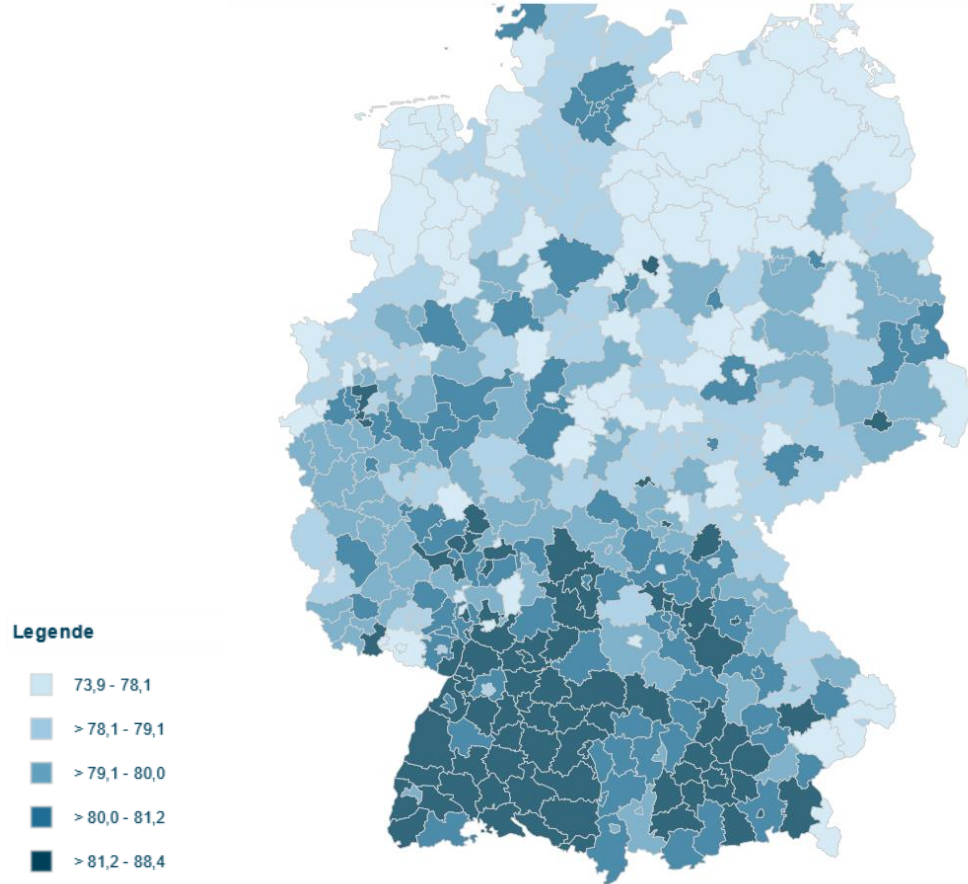 Legende
73,9 - 78,1
> 78,1 - 79,1
> 79,1 - 80,0
> 80,0 - 81,2
> 81,2 - 88,4